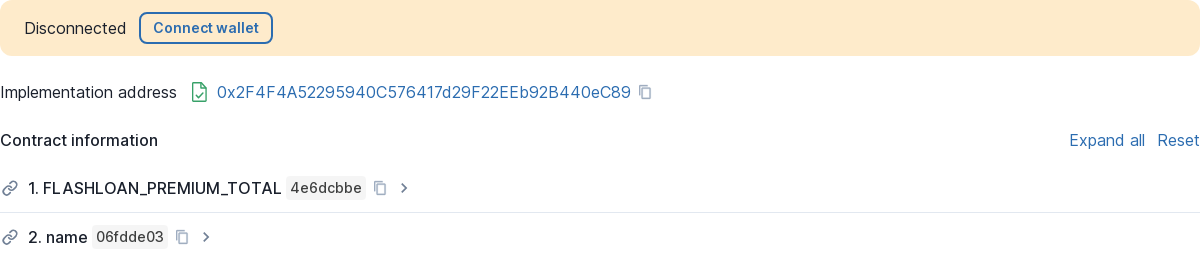 Disconnected Connect wallet
Implementation address 0x2F4F4A52295940C576417d29F22EEb92B440eC89
Contract information Expand all Reset
1. FLASHLOAN_PREMIUM_TOTAL 4e6dcbbe
2. name 06fdde03